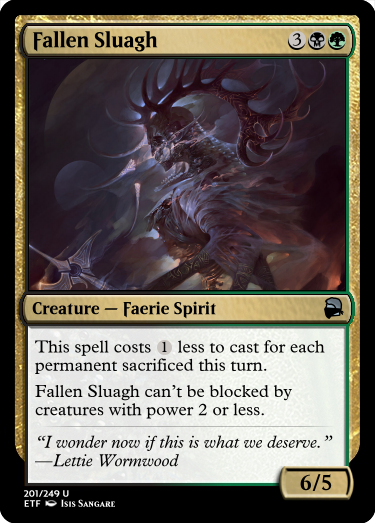 Fallen Sluagh 3
Creature — Faerie Spirit
This spell costs 1 less to cast for each
permanent sacrificed this turn.
Fallen Sluagh can't be blocked by
creatures with power 2 or less.
“I wonder now if this is what we deserve.”
—Lettie Wormwood
6/5
201/249 U
ETF Isis Sangare